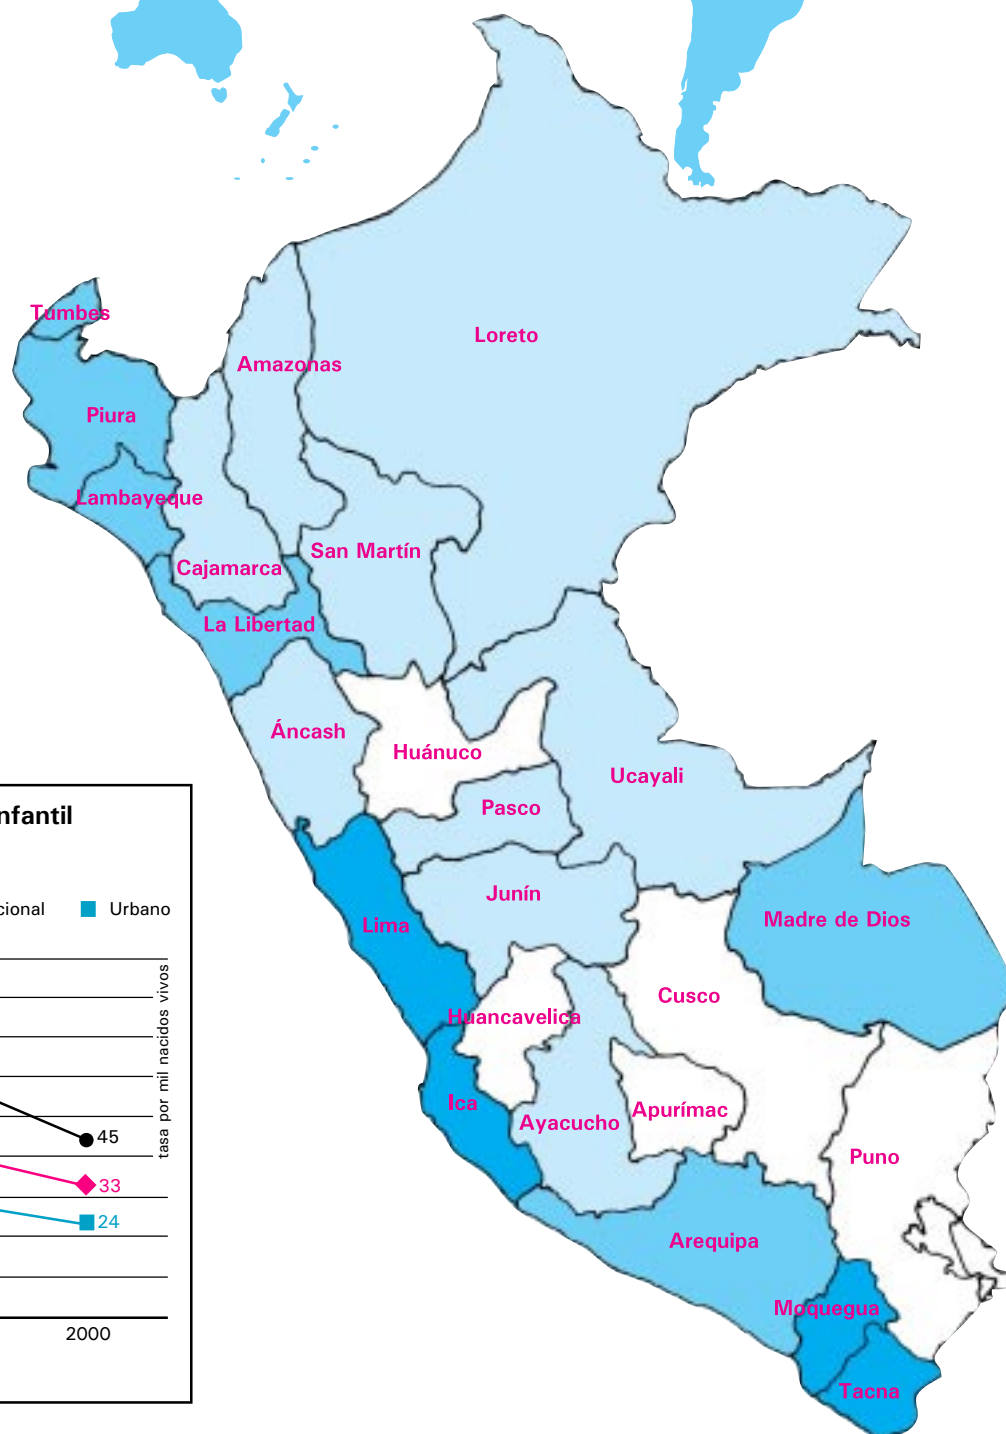 Tumbes
Loreto
Amazonas
Piura
Lambayeque
San Martín
Cajamarca
La Libertad
Áncash
Huánuco
Ucayali
Pasco
Junín
Madre de Dios
Lima
Cusco
Huancavelica
Ica
Apurímac
Ayacucho
Puno
Arequipa
Moquegua
Tacna
nfantil
cional
Urbano
tasa por mil nacidos vivos
45
33
24
2000